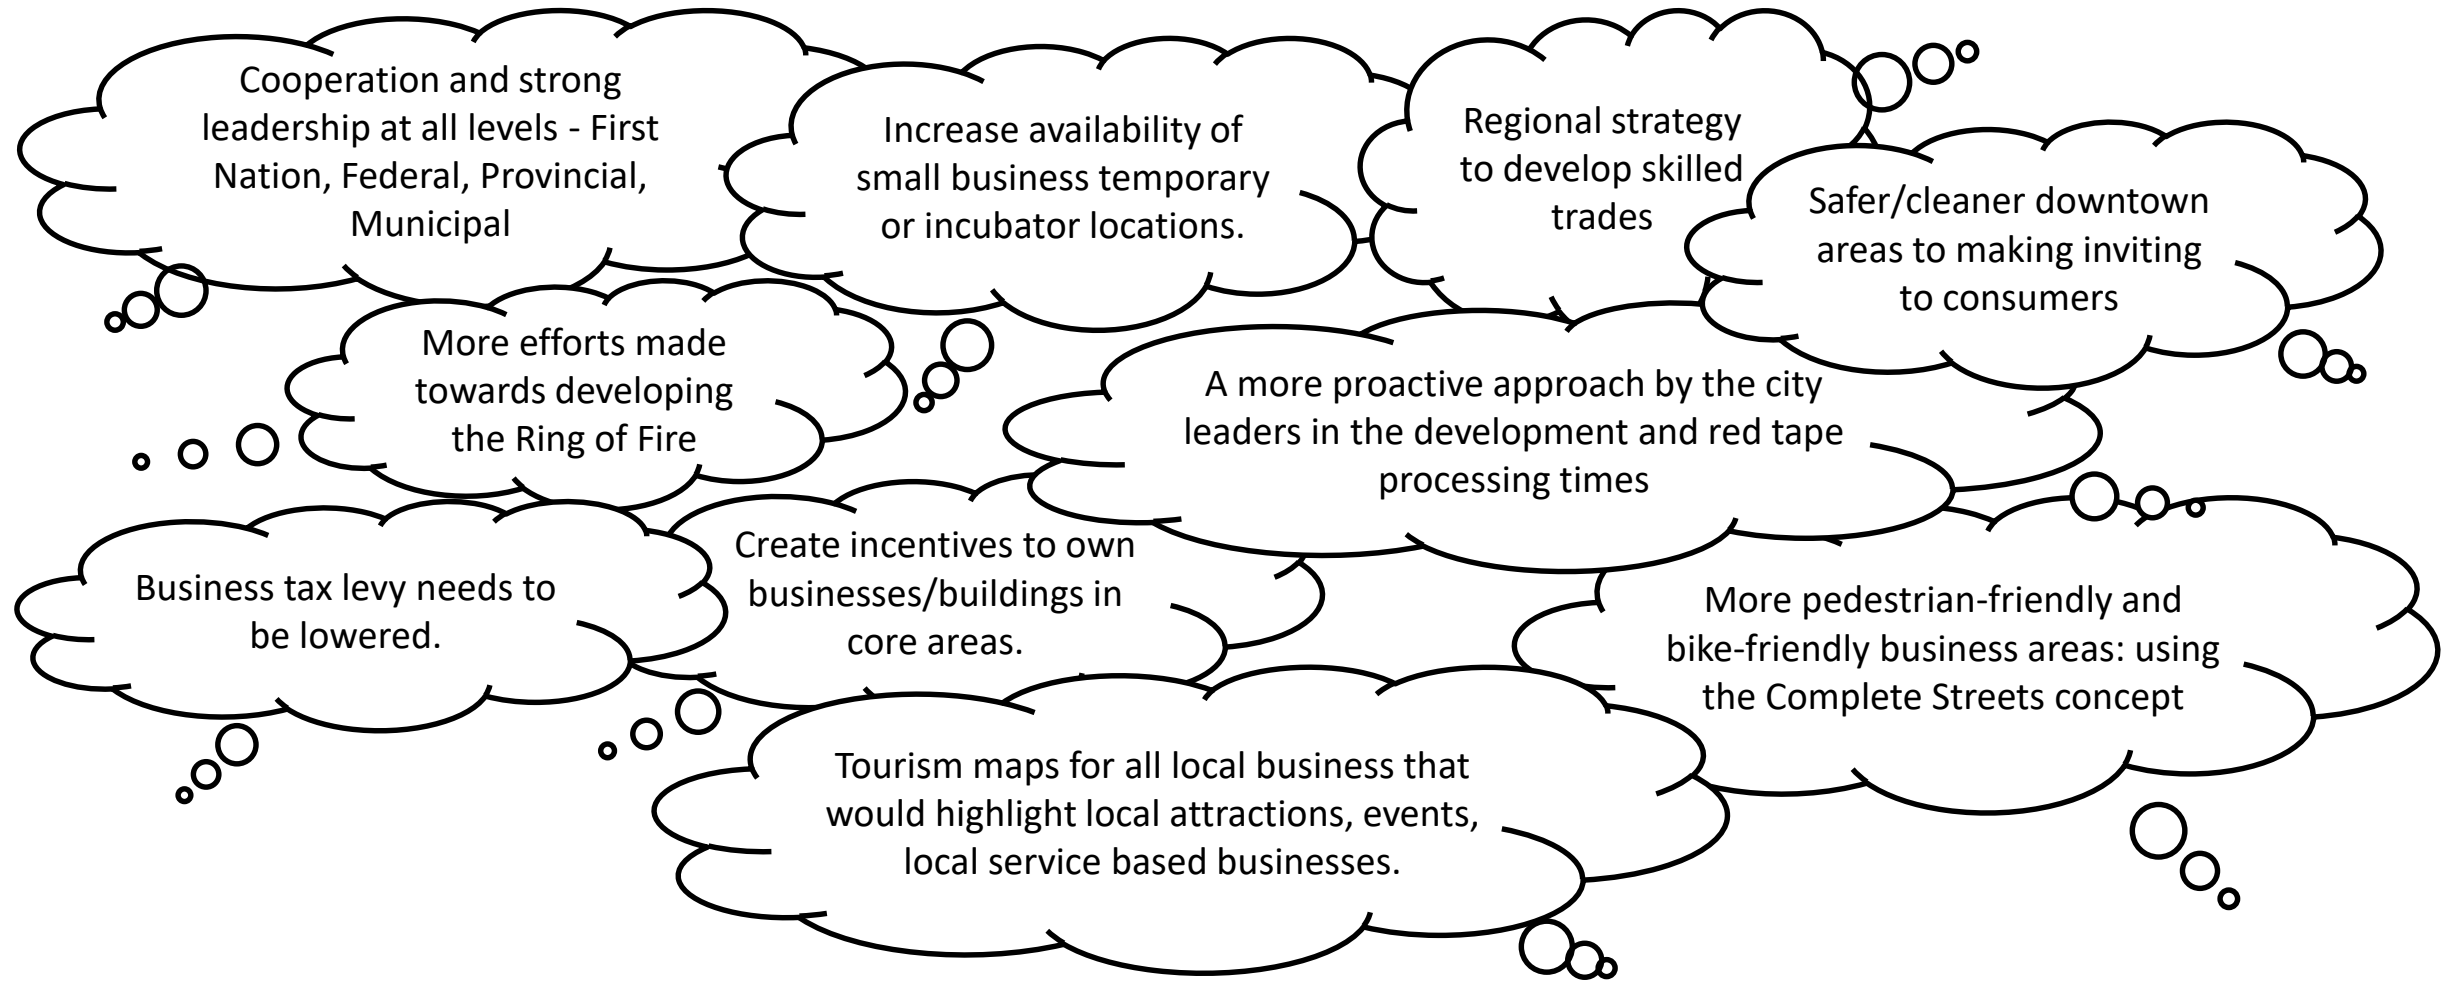 Cooperation and strong
leadership at all levels - First
Nation, Federal, Provincial,
Municipal
Increase availability of
small business temporary
or incubator locations.
Regional strategy
to develop skilled
trades
Safer/cleaner downtown
areas to making inviting
to consumers
More efforts made
towards developing
the Ring of Fire
A more proactive approach by the city
leaders in the development and red tape
processing times
Business tax levy needs to
be lowered.
Create incentives to own
businesses/buildings in
core areas.
More pedestrian-friendly and
bike-friendly business areas: using
the Complete Streets concept
Tourism maps for all local business that
would highlight local attractions, events,
local service based businesses.